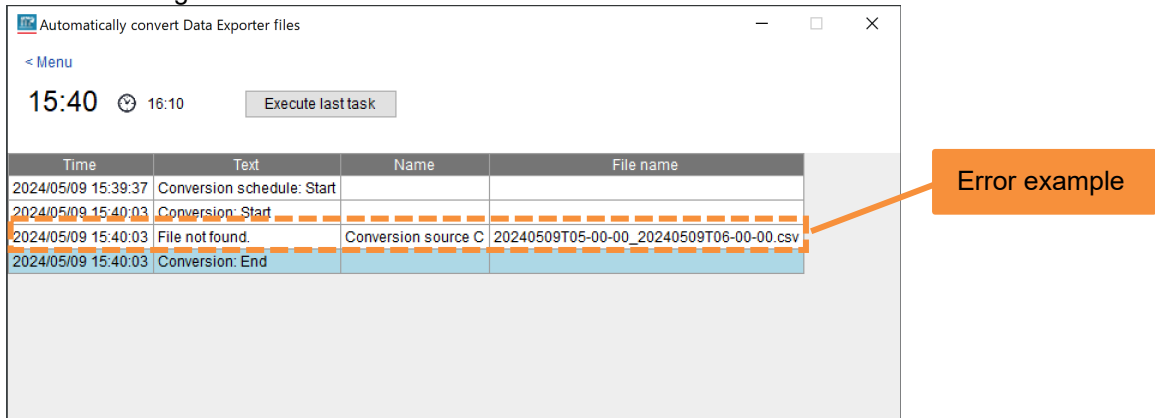 Automatically convert Data Exporter files
< Menu
15:40 16:10 Execute last task
Time Text Name File name
2024/05/09 15:39:37 Conversion schedule: Start
2024/05/09 15:40:03 Conversion: Start
2024/05/09 15:40:03 File not found. Conversion source C 20240509T05-00-00_20240509T06-00-00.csv
2024/05/09 15:40:03 Conversion: End
Error example